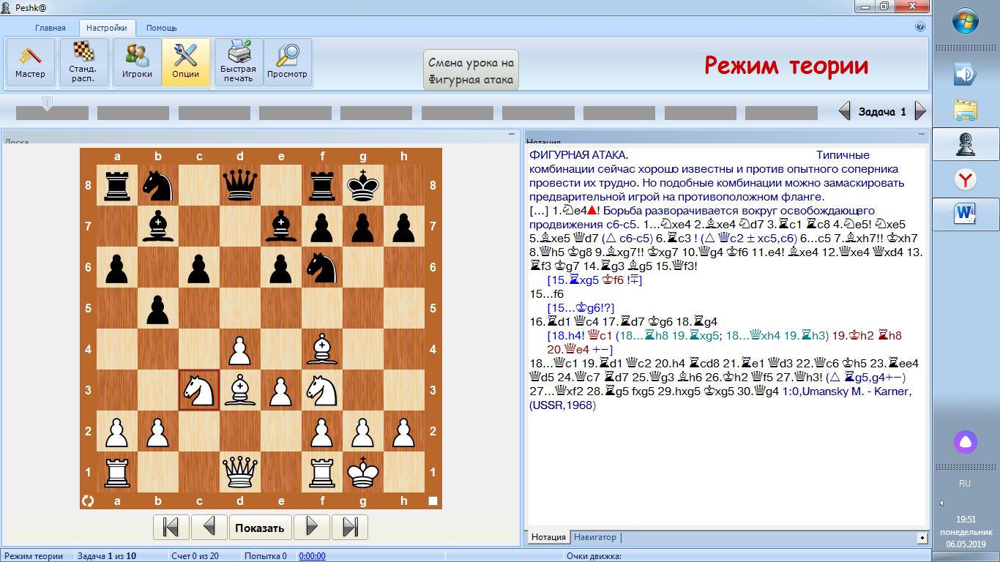 Peshk@
Главная Настройки Помощь
Мастер
Станд. расп.
Игроки
Опции
Быстрая печать
Просмотр
Смена урока на
Фигурная атака
Режим теории
Задача 1
Доска
Нотация
a b c d e f g h
8 8
7 7
6 6
5 5
4 4
3 3
2 2
1 1
a b c d e f g h
Показать
ФИГУРНАЯ АТАКА. Типичные
комбинации сейчас хорошо известны и против опытного соперника
провести их трудно. Но подобные комбинации можно замаскировать
предварительной игрой на противоположном фланге.
[...] 1.♘e4▲! Борьба разворачивается вокруг освобождающего
продвижения c6-c5. 1...♘xe4 2.♗xe4 ♘d7 3.♖c1 ♖c8 4.♘e5! ♘xe5
5.♗xe5 ♕d7 (△ c6-c5) 6.♖c3 ! (△ ♕c2 ± xc5,c6) 6...c5 7.♗xh7!! ♔xh7
8.♕h5 ♔g8 9.♗xg7!! ♔xg7 10.♕g4 ♔f6 11.e4! ♗xe4 12.♕xe4 ♕xd4 13.
♖f3 ♔g7 14.♖g3 ♗g5 15.♕f3!
[15.♖xg5 ♔f6 !∓]
15...f6
[15...♔g6!?]
16.♖d1 ♕c4 17.♖d7 ♔g6 18.♖g4
[18.h4! ♕c1 (18...♖h8 19.♖xg5; 18...♕xh4 19.♖h3) 19.♔h2 ♖h8
20.♕e4 +−]
18...♕c1 19.♖d1 ♕c2 20.h4 ♖cd8 21.♖e1 ♕d3 22.♕c6 ♔h5 23.♖ee4
♕d5 24.♕c7 ♖d7 25.♕g3 ♗h6 26.♔h2 ♕f5 27.♕h3! (△ ♖g5,g4+−)
27...♕xf2 28.♖g5 fxg5 29.hxg5 ♔xg5 30.♕g4 1:0,Umansky M. - Karner,
(USSR,1968)
Нотация Навигатор
Режим теории Задача 1 из 10 Счет 0 из 20 Попытка 0 0:00:00 Очки движка:
W
RU
19:51
понедельник
06.05.2019